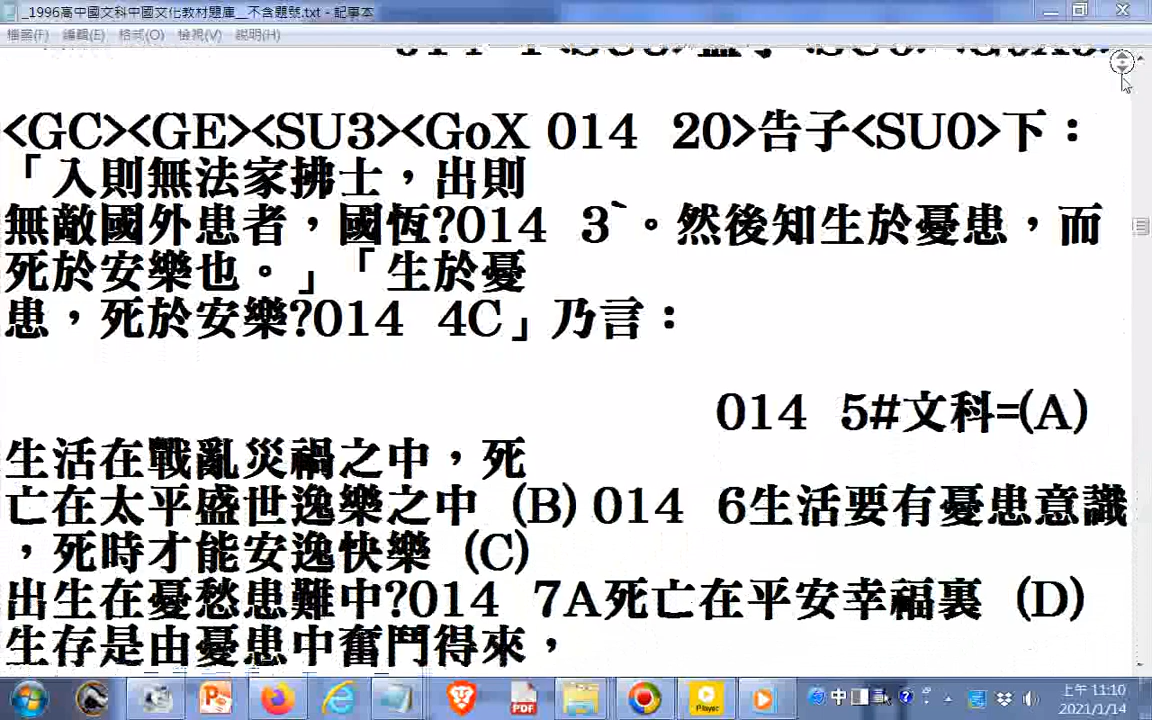 _1996高中國文科中國文化教材題庫__不含題號.txt - 記事本
檔案(F) 編輯(E) 格式(O) 檢視(V) 說明(H)
<GC><GE><SU3><GoX 014 20>告子<SU0>下：
「入則無法家拂士，出則
無敵國外患者，國恆?014 3`。然後知生於憂患，而
死於安樂也。」「生於憂
患，死於安樂?014 4C」乃言：
014 5#文科=(A)
生活在戰亂災禍之中，死
亡在太平盛世逸樂之中 (B) 014 6生活要有憂患意識
，死時才能安逸快樂 (C)
出生在憂愁患難中?014 7A死亡在平安幸福裏 (D)
生存是由憂患中奮鬥得來，
中
PDF
Player
上午 11:10
2021/1/14